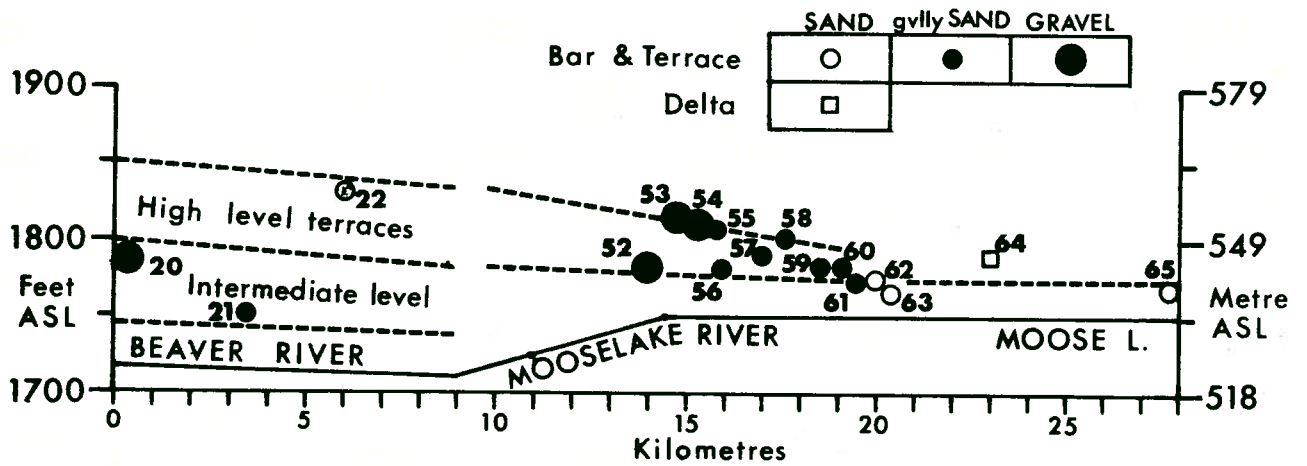 SAND gvlly SAND GRAVEL
Bar & Terrace
Delta
1900
579
53 54
22
55 58
High level terraces
1800
549
52 57 59 60 62 64 65
20
Feet
ASL
Intermediate level
56 61 63
Metre
ASL
21
BEAVER RIVER
MOOSELAKE RIVER
MOOSE L.
1700
518
0 5 10 15 20 25
Kilometres